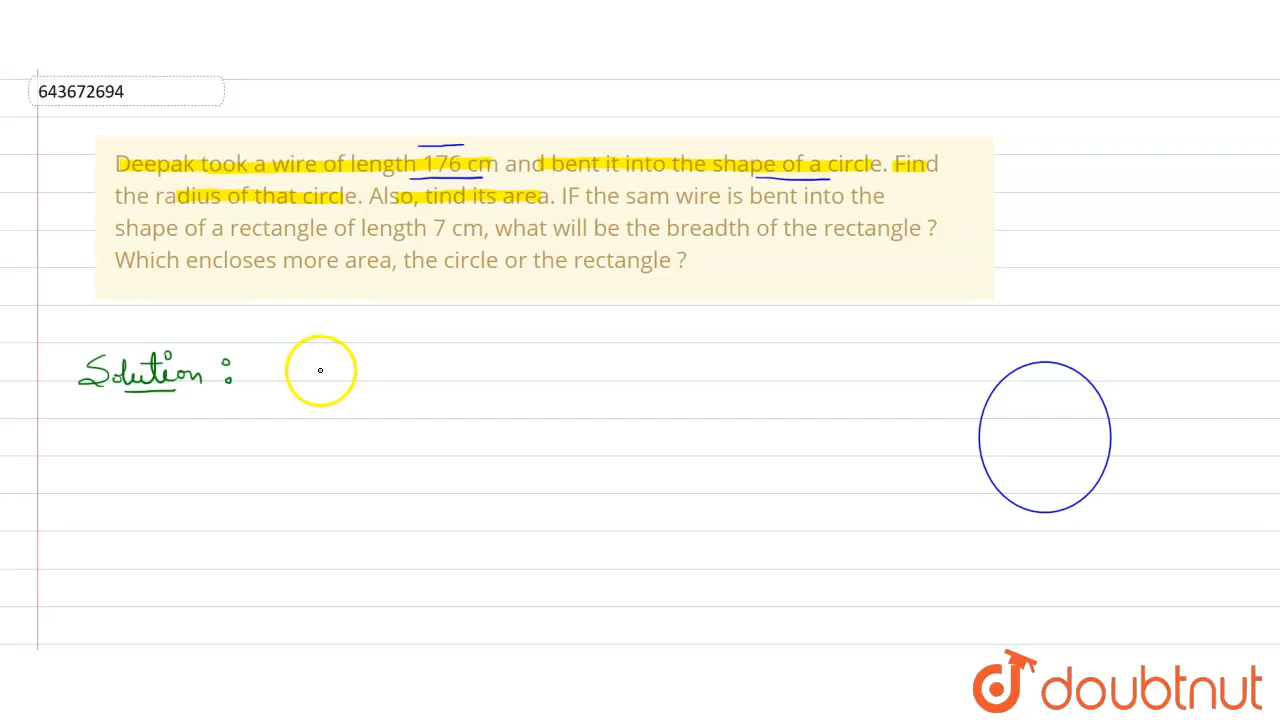 643672694
Deepak took a wire of length 176 cm and bent it into the shape of a circle. Find
the radius of that circle. Also, tind its area. IF the sam wire is bent into the
shape of a rectangle of length 7 cm, what will be the breadth of the rectangle ?
Which encloses more area, the circle or the rectangle ?
Solution :
doubtnut